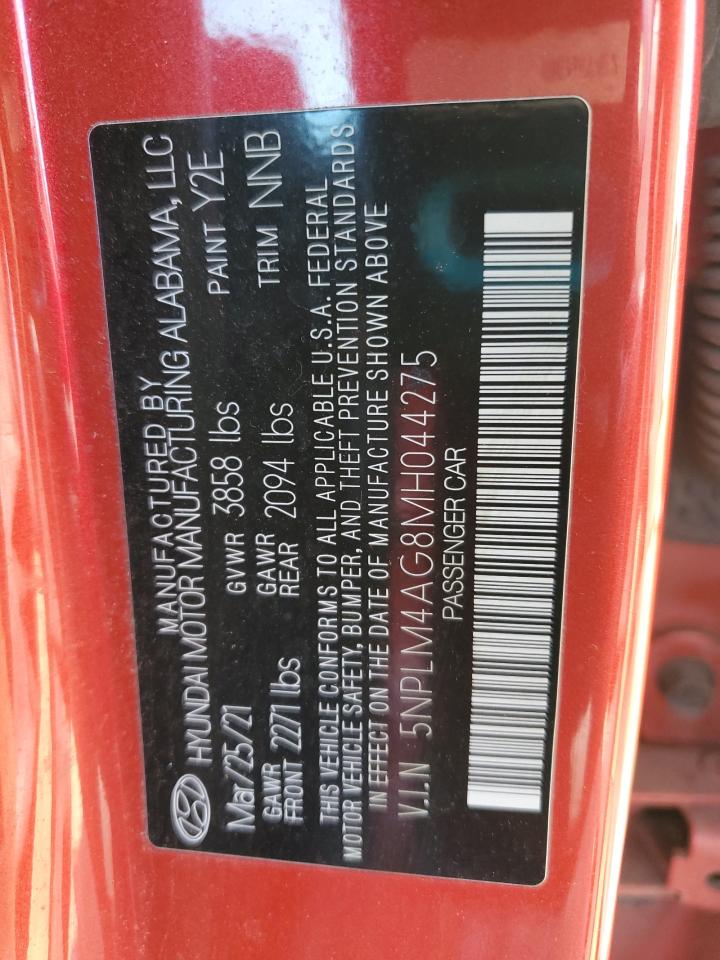 MANUFACTURED BY
HYUNDAI MOTOR MANUFACTURING ALABAMA, LLC
Mar/25/21 GVWR 3858 lbs PAINT Y2E
GAWR FRONT 2271 lbs GAWR REAR 2094 lbs TRIM NNB
THIS VEHICLE CONFORMS TO ALL APPLICABLE U.S.A. FEDERAL
MOTOR VEHICLE SAFETY, BUMPER, AND THEFT PREVENTION STANDARDS
IN EFFECT ON THE DATE OF MANUFACTURE SHOWN ABOVE
V.I.N 5NPLM4AG8MH044275
PASSENGER CAR